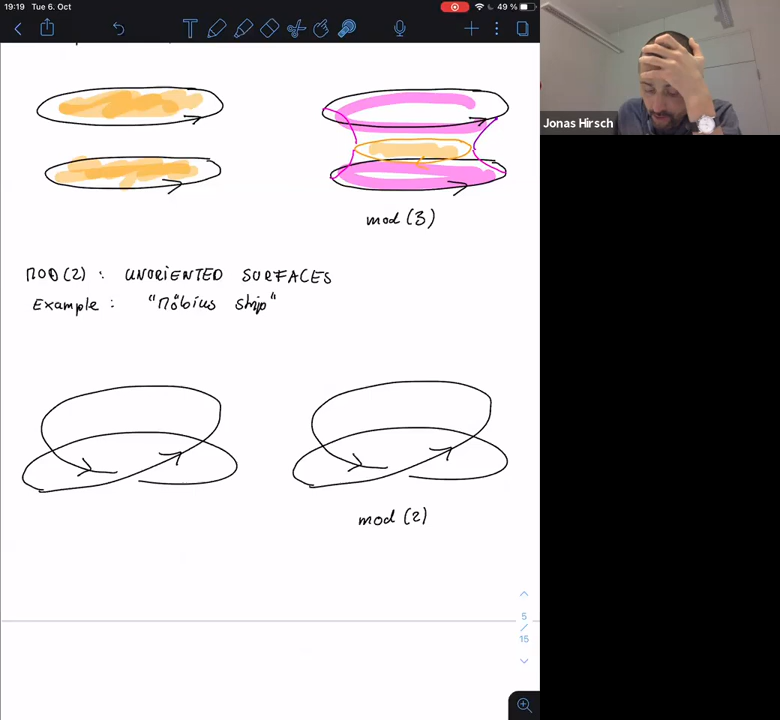 19:19 Tue 6. Oct
49 %
Jonas Hirsch
mod (3)
MOD(2) : UNORIENTED SURFACES
Example : "Möbius strip"
mod (2)
5
/
15